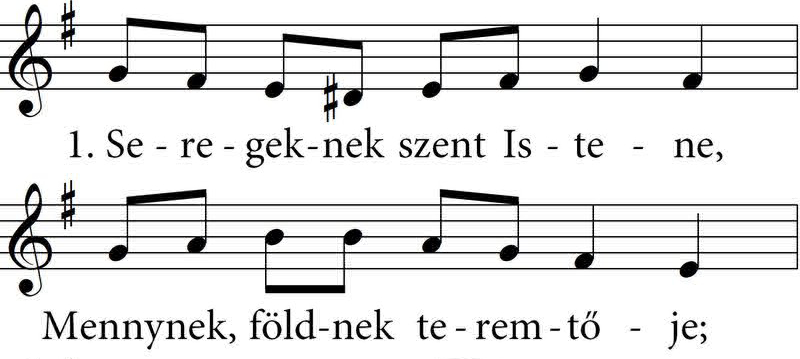 1. Se - re - gek-nek szent Is - te - ne,
Mennynek, föld-nek te - rem - tő - je;